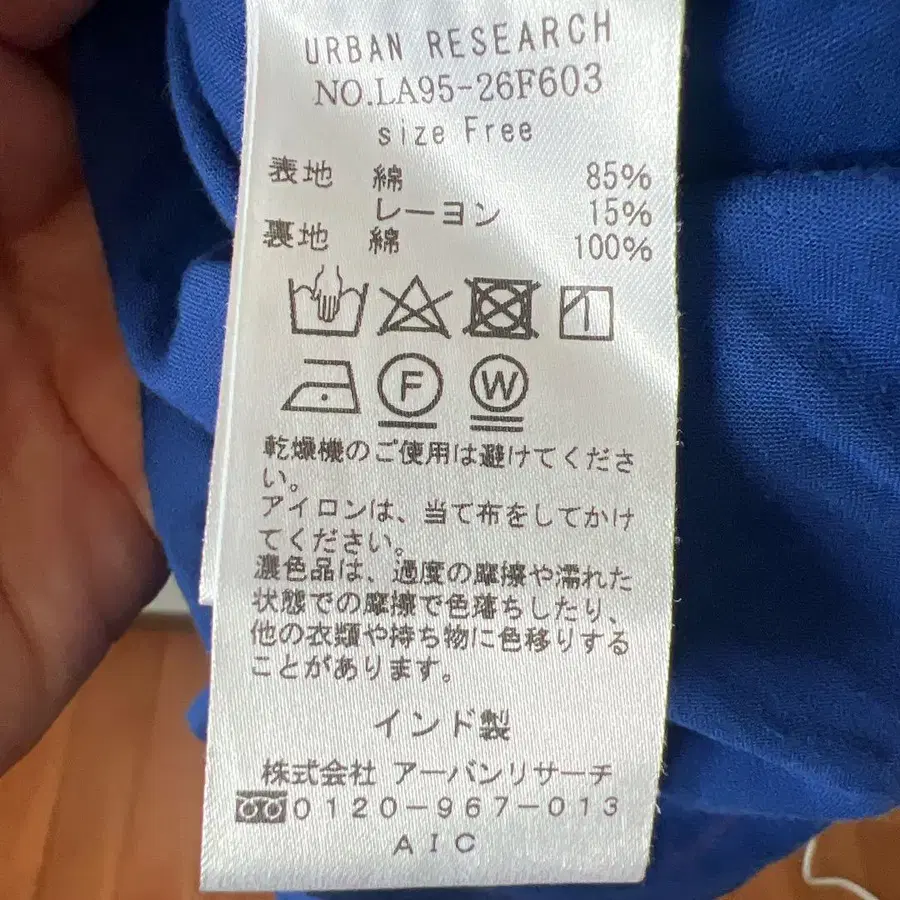 URBAN RESEARCH
NO.LA95-26F603
size Free
表地 綿 85%
レーヨン 15%
裏地 綿 100%
F W
乾燥機のご使用は避けてくださ
い。
アイロンは、当て布をしてかけ
てください。
濃色品は、過度の摩擦や濡れた
状態での摩擦で色落ちしたり、
他の衣類や持ち物に色移りする
ことがあります。
インド製
株式会社 アーバンリサーチ
0120-967-013
AIC